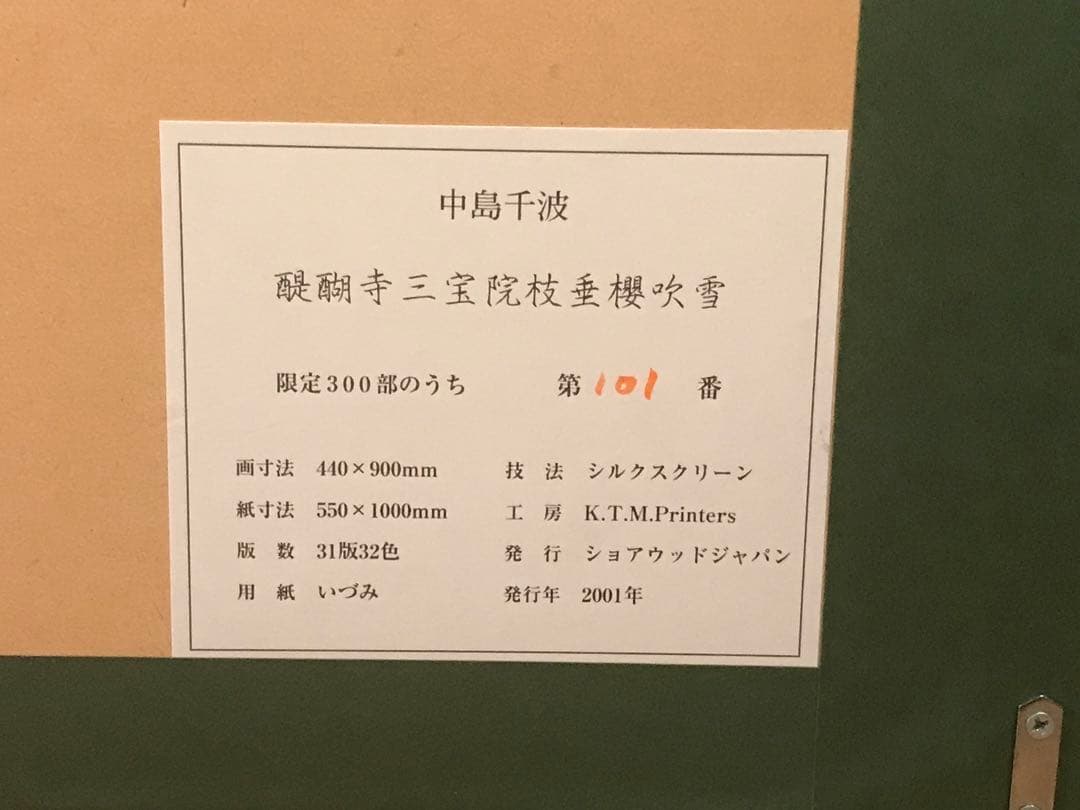 中島千波
醍醐寺三宝院枝垂櫻吹雪
限定300部のうち 第101番
画寸法 440×900mm 技法 シルクスクリーン
紙寸法 550×1000mm 工房 K.T.M.Printers
版数 31版32色 発行 ショアウッドジャパン
用紙 いづみ 発行年 2001年